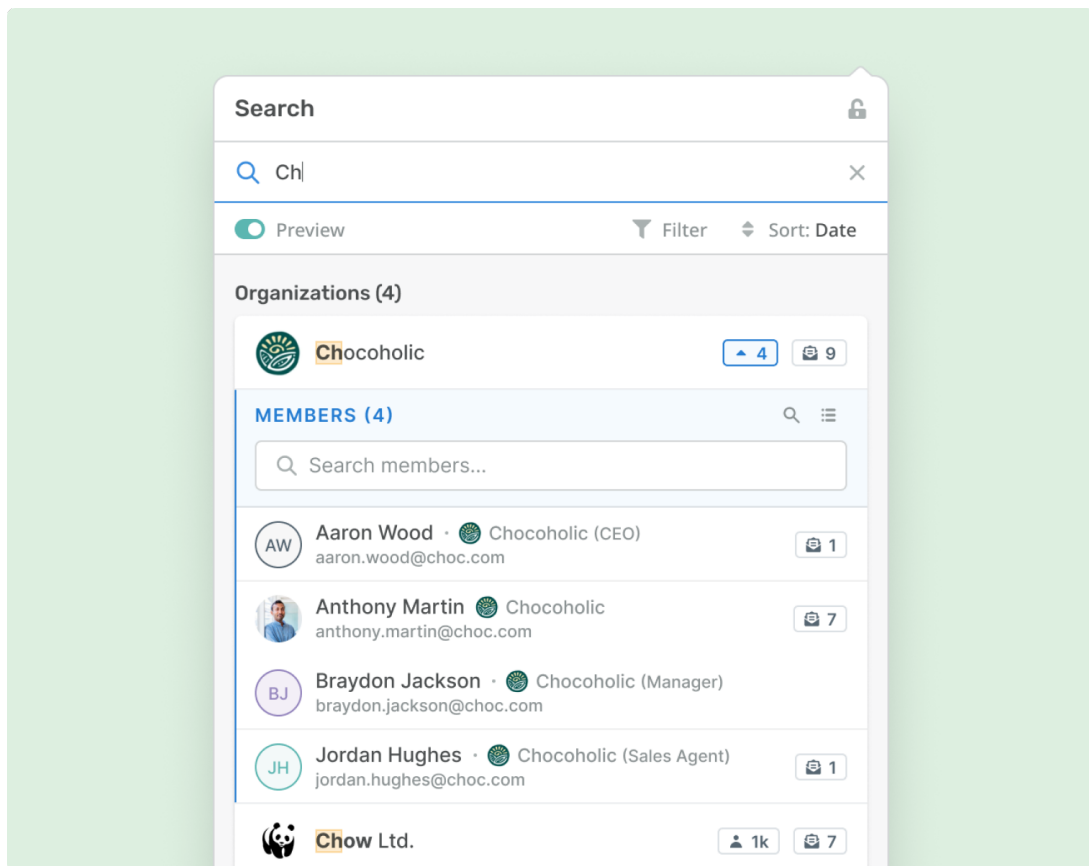 Search
Ch
Preview Filter Sort: Date
Organizations (4)
Chocoholic 4 9
MEMBERS (4)
Search members...
AW Aaron Wood · Chocoholic (CEO) 1
aaron.wood@choc.com
Anthony Martin Chocoholic 7
anthony.martin@choc.com
BJ Braydon Jackson · Chocoholic (Manager)
braydon.jackson@choc.com
JH Jordan Hughes · Chocoholic (Sales Agent) 1
jordan.hughes@choc.com
Chow Ltd. 1k 7